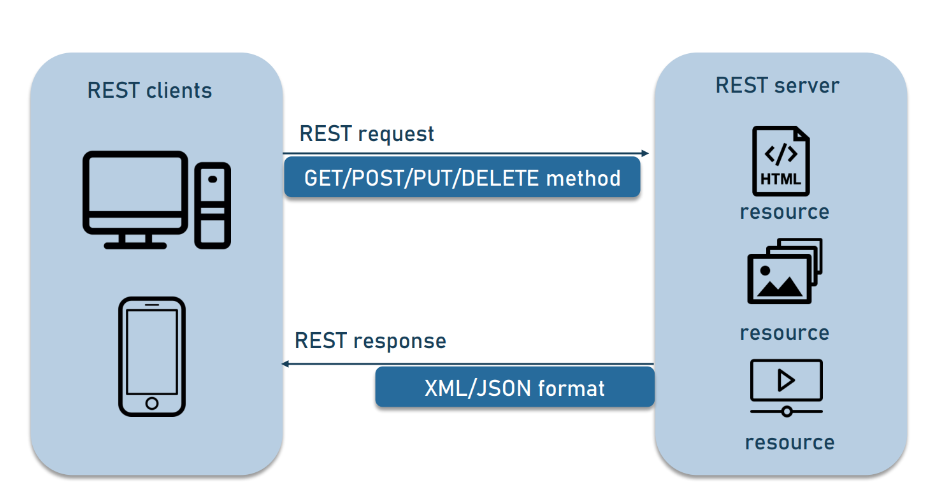 REST clients
REST request
GET/POST/PUT/DELETE method
REST response
XML/JSON format
REST server
</>
HTML
resource
resource
resource